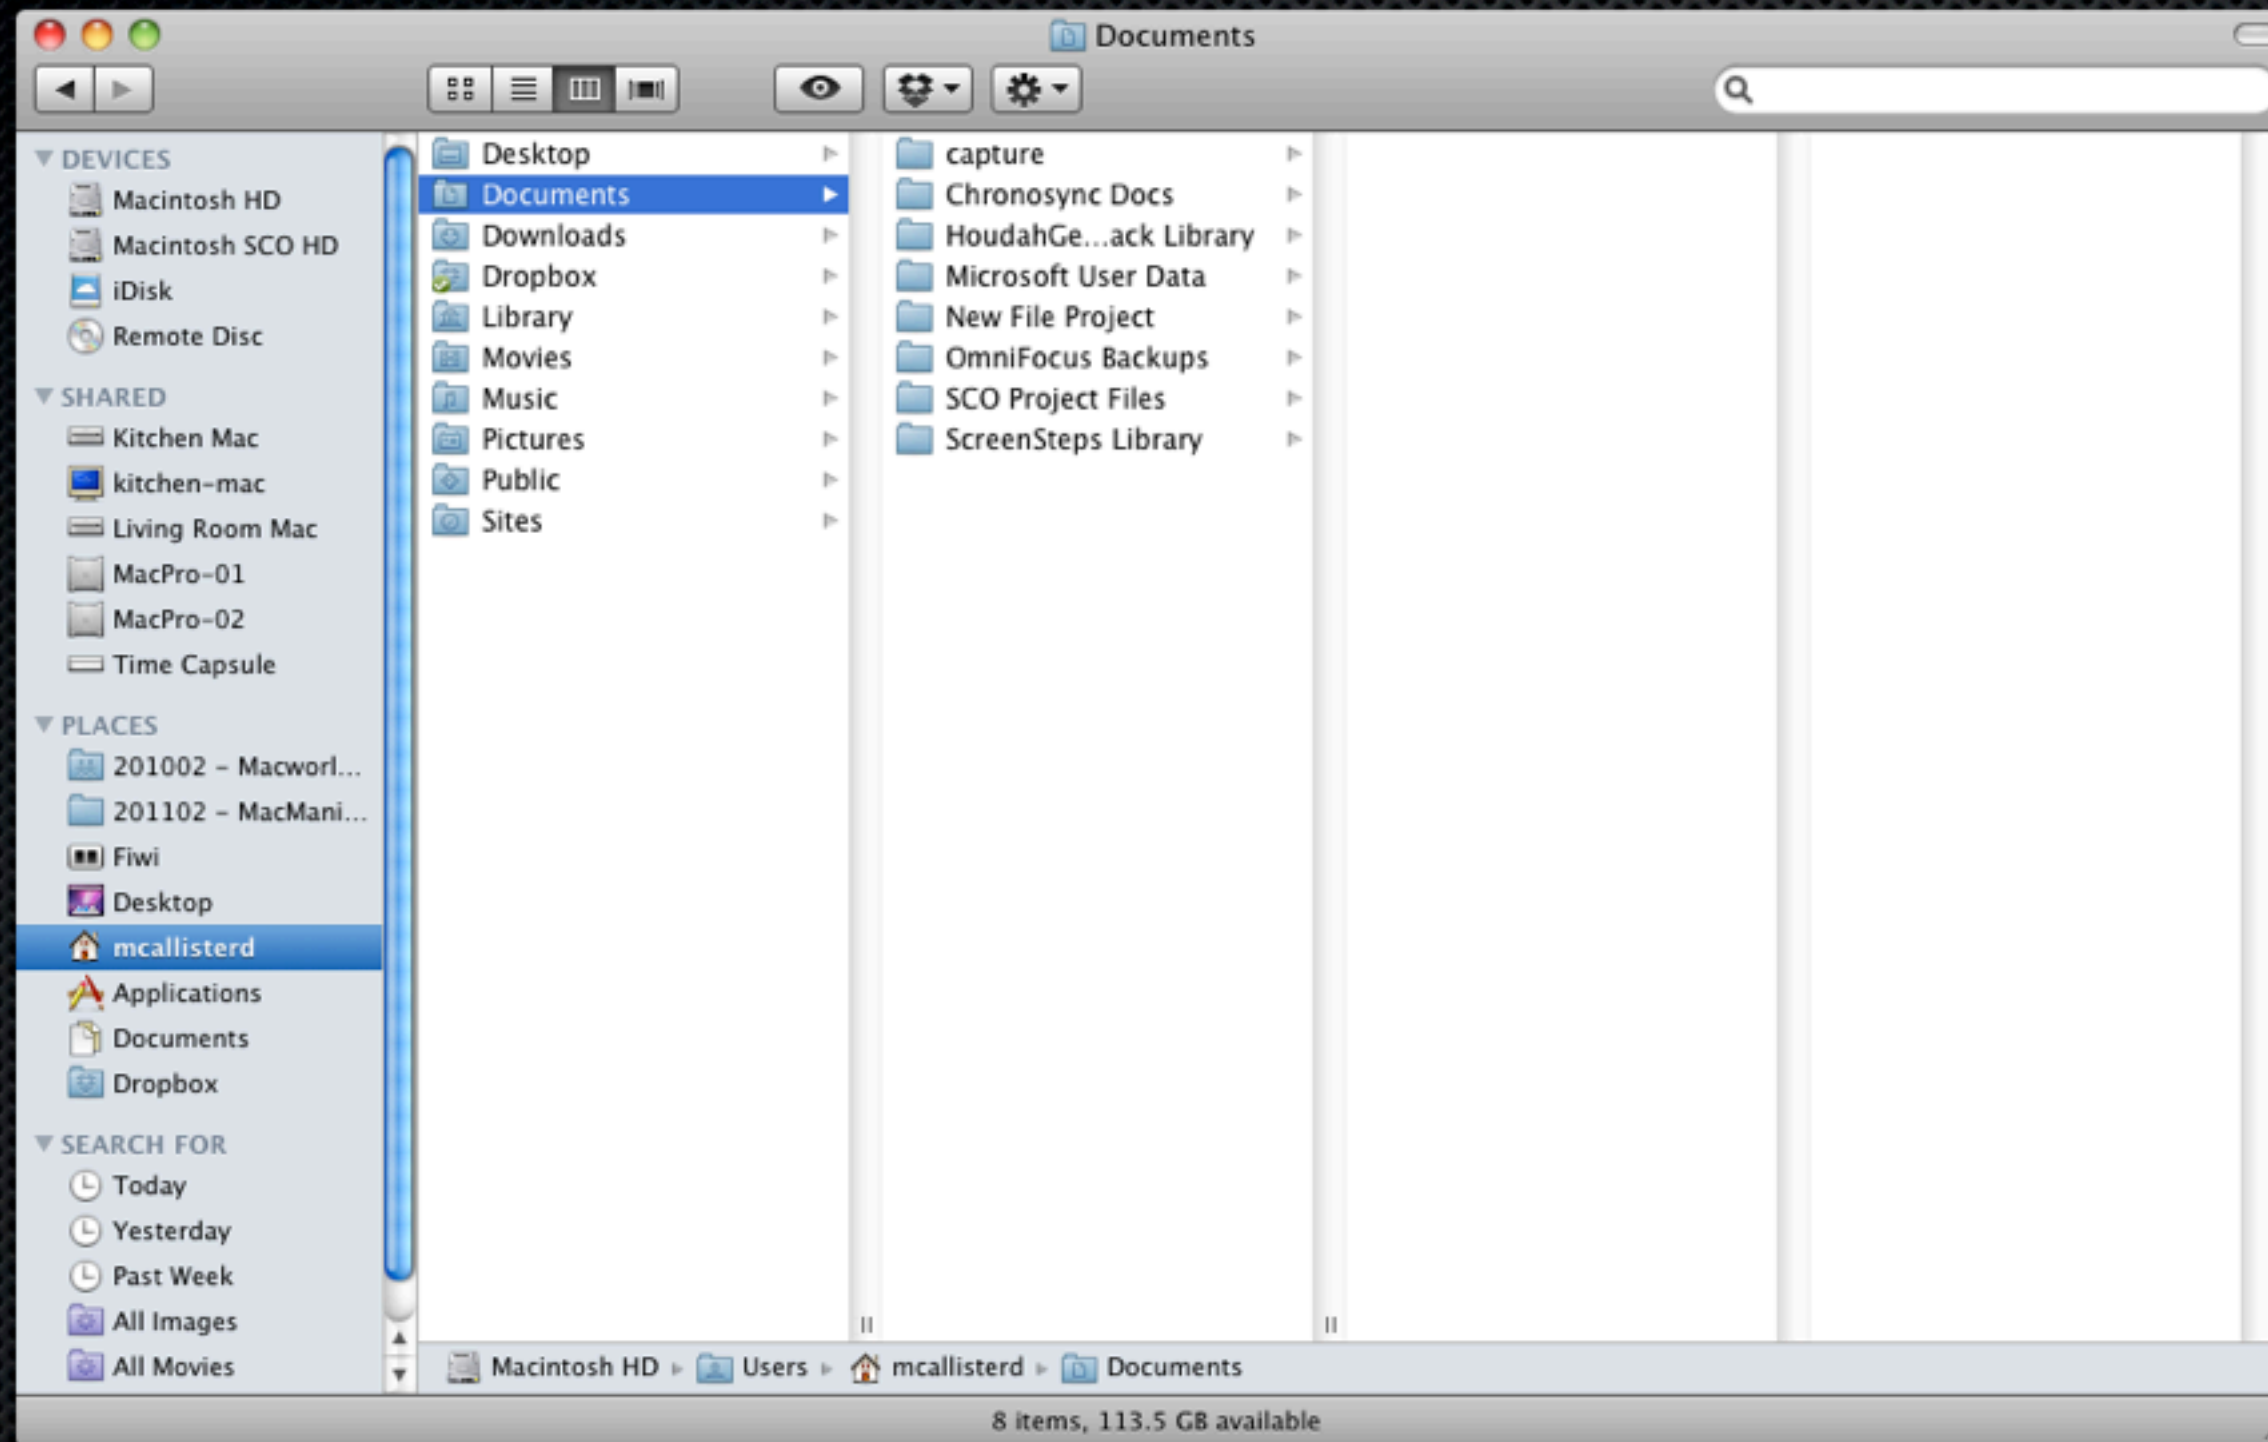 Documents
DEVICES
Macintosh HD
Macintosh SCO HD
iDisk
Remote Disc
SHARED
Kitchen Mac
kitchen-mac
Living Room Mac
MacPro-01
MacPro-02
Time Capsule
PLACES
201002 - Macworl...
201102 - MacMani...
Fiwi
Desktop
mcallisterd
Applications
Documents
Dropbox
SEARCH FOR
Today
Yesterday
Past Week
All Images
All Movies
Desktop
Documents
Downloads
Dropbox
Library
Movies
Music
Pictures
Public
Sites
capture
Chronosync Docs
HoudahGe...ack Library
Microsoft User Data
New File Project
OmniFocus Backups
SCO Project Files
ScreenSteps Library
Macintosh HD Users mcallisterd Documents
8 items, 113.5 GB available